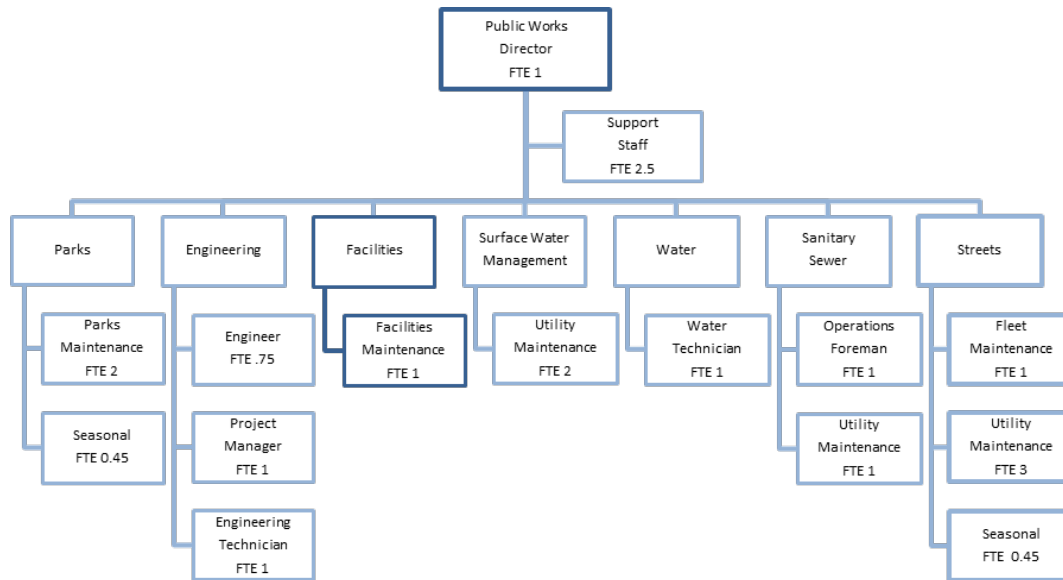 Public Works
Director
FTE 1
Support
Staff
FTE 2.5
Parks
Engineering
Facilities
Surface Water
Management
Water
Sanitary
Sewer
Streets
Parks
Maintenance
FTE 2
Engineer
FTE .75
Facilities
Maintenance
FTE 1
Utility
Maintenance
FTE 2
Water
Technician
FTE 1
Operations
Foreman
FTE 1
Fleet
Maintenance
FTE 1
Seasonal
FTE 0.45
Project
Manager
FTE 1
Utility
Maintenance
FTE 1
Utility
Maintenance
FTE 3
Engineering
Technician
FTE 1
Seasonal
FTE 0.45